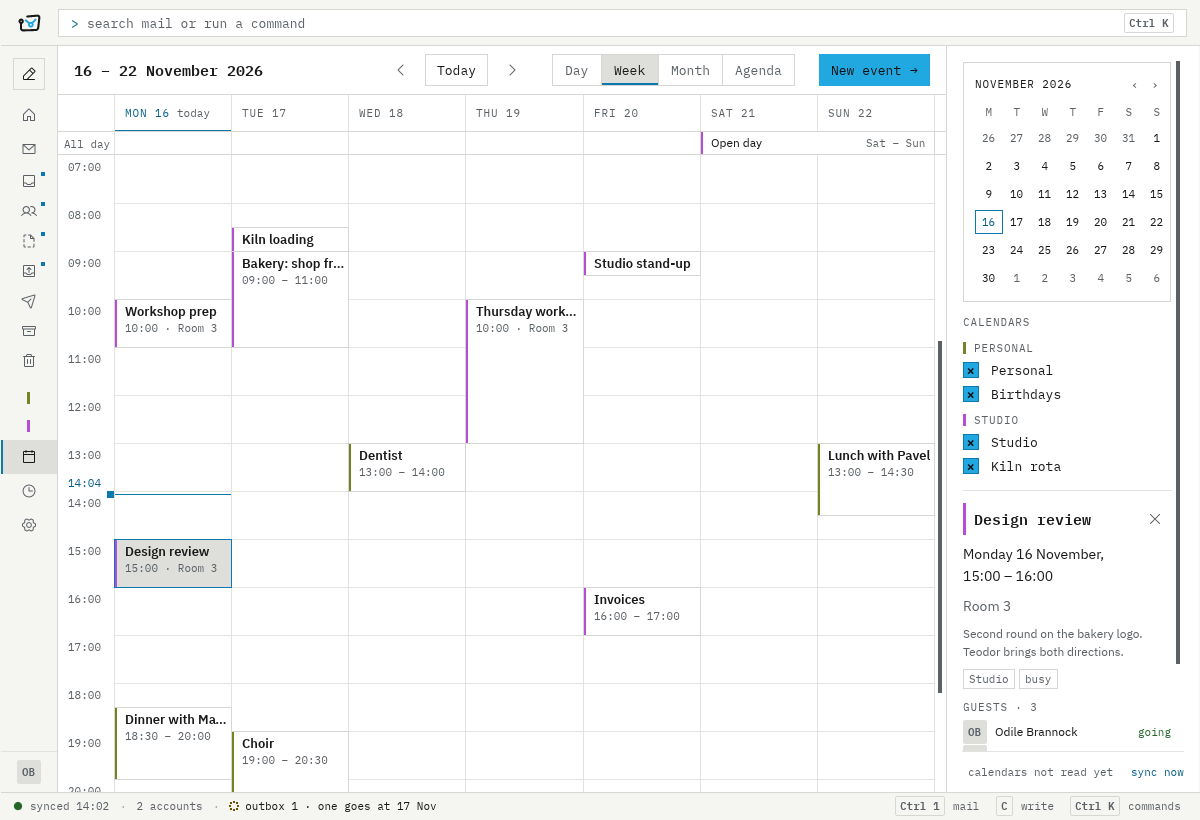 > search mail or run a command Ctrl K
16 – 22 November 2026 Today Day Week Month Agenda New event →
MON 16 today TUE 17 WED 18 THU 19 FRI 20 SAT 21 SUN 22
All day Open day Sat – Sun
07:00
08:00
Kiln loading
09:00 Bakery: shop fr... Studio stand-up
09:00 – 11:00
10:00 Workshop prep Thursday work...
10:00 · Room 3 10:00 · Room 3
11:00
12:00
13:00 Dentist Lunch with Pavel
13:00 – 14:00 13:00 – 14:30
14:04
14:00
15:00 Design review
15:00 · Room 3
16:00 Invoices
16:00 – 17:00
17:00
18:00
Dinner with Ma...
18:30 – 20:00
19:00 Choir
19:00 – 20:30
20:00
NOVEMBER 2026 ‹ ›
M T W T F S S
26 27 28 29 30 31 1
2 3 4 5 6 7 8
9 10 11 12 13 14 15
16 17 18 19 20 21 22
23 24 25 26 27 28 29
30 1 2 3 4 5 6
CALENDARS
PERSONAL
Personal
Birthdays
STUDIO
Studio
Kiln rota
Design review
Monday 16 November,
15:00 – 16:00
Room 3
Second round on the bakery logo.
Teodor brings both directions.
Studio busy
GUESTS · 3
OB Odile Brannock going
calendars not read yet sync now
OB
synced 14:02 · 2 accounts · outbox 1 · one goes at 17 Nov Ctrl 1 mail C write Ctrl K commands